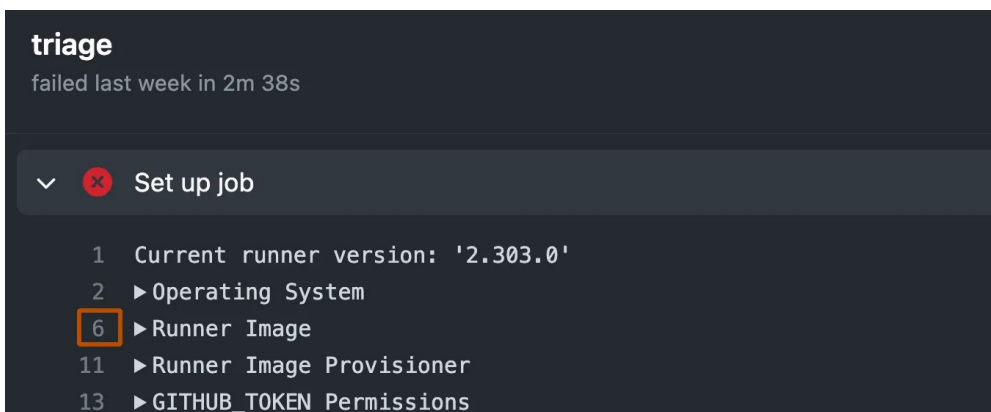 triage
failed last week in 2m 38s
Set up job
1 Current runner version: '2.303.0'
2 ▶Operating System
6 ▶Runner Image
11 ▶Runner Image Provisioner
13 ▶GITHUB_TOKEN Permissions